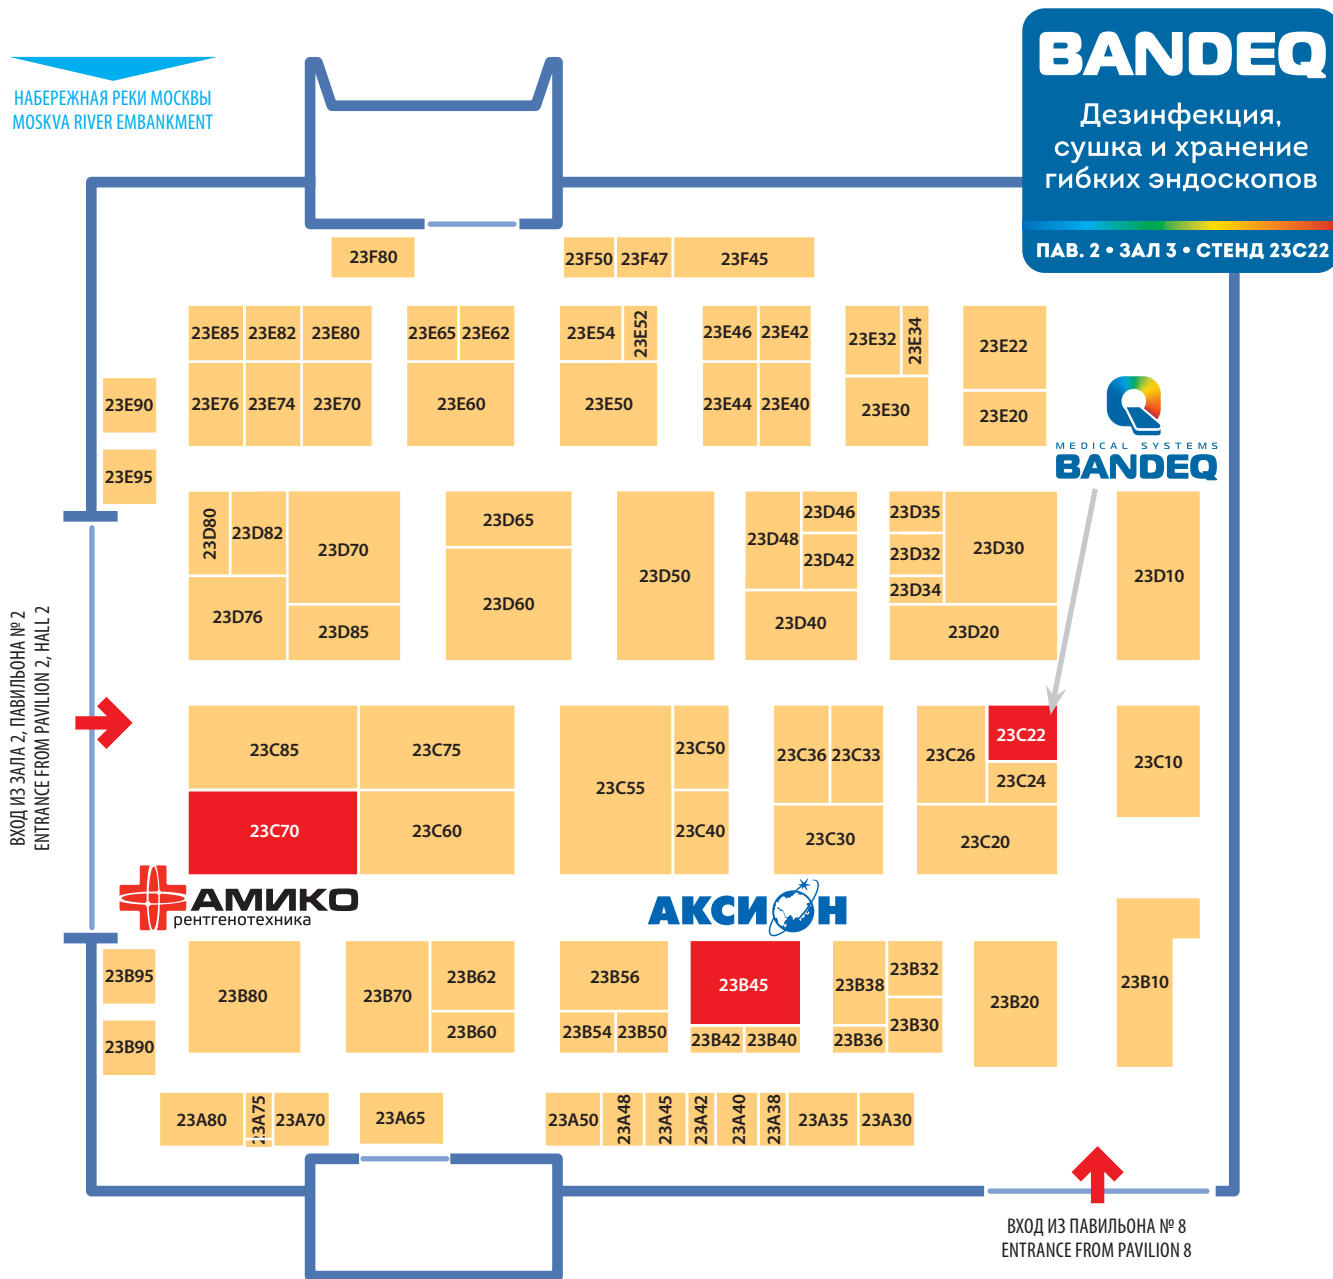 НАБЕРЕЖНАЯ РЕКИ МОСКВЫ
MOSKVA RIVER EMBANKMENT
BANDEQ
Дезинфекция,
сушка и хранение
гибких эндоскопов
ПАВ. 2 • ЗАЛ 3 • СТЕНД 23C22
23F80
23F50 23F47 23F45
23E85 23E82 23E80 23E65 23E62 23E54 23E52 23E46 23E42 23E32 23E34 23E22
23E90 23E76 23E74 23E70 23E60 23E50 23E44 23E40 23E30 23E20
MEDICAL SYSTEMS
BANDEQ
23E95
23D80 23D82 23D70 23D65 23D50 23D48 23D46 23D35 23D30 23D10
23D42 23D32
23D76 23D85 23D60 23D40 23D34 23D20
ВХОД ИЗ ЗАЛА 2, ПАВИЛЬОНА № 2
ENTRANCE FROM PAVILION 2, HALL 2
23C85 23C75 23C55 23C50 23C36 23C33 23C26 23C22 23C10
23C24
23C70 23C60 23C40 23C30 23C20
АМИКО
рентгенотехника
АКСИОН
23B95 23B80 23B70 23B62 23B56 23B45 23B38 23B32 23B20 23B10
23B90 23B60 23B54 23B50 23B42 23B40 23B36 23B30
23A80 23A75 23A70 23A65 23A50 23A48 23A45 23A42 23A40 23A38 23A35 23A30
ВХОД ИЗ ПАВИЛЬОНА № 8
ENTRANCE FROM PAVILION 8